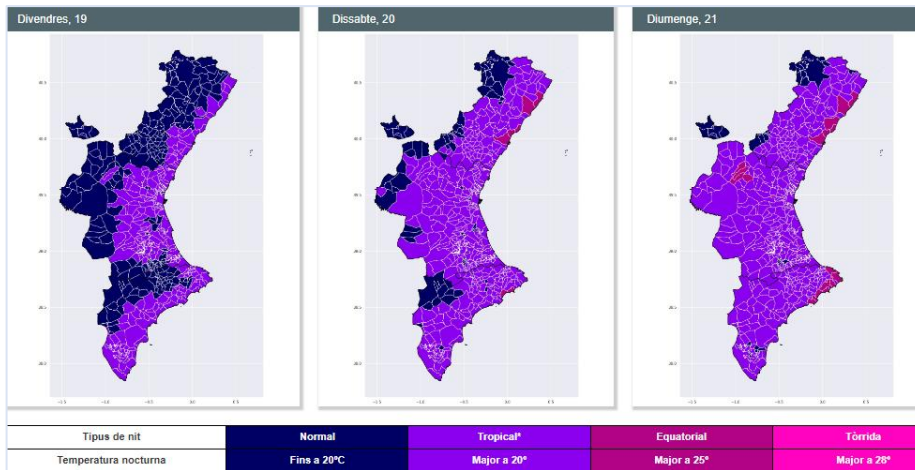 Divendres, 19
Dissabte, 20
Diumenge, 21
Tipus de nit Normal Tropical* Equatorial Tòrrida
Temperatura nocturna Fins a 20ºC Major a 20º Major a 25º Major a 28º